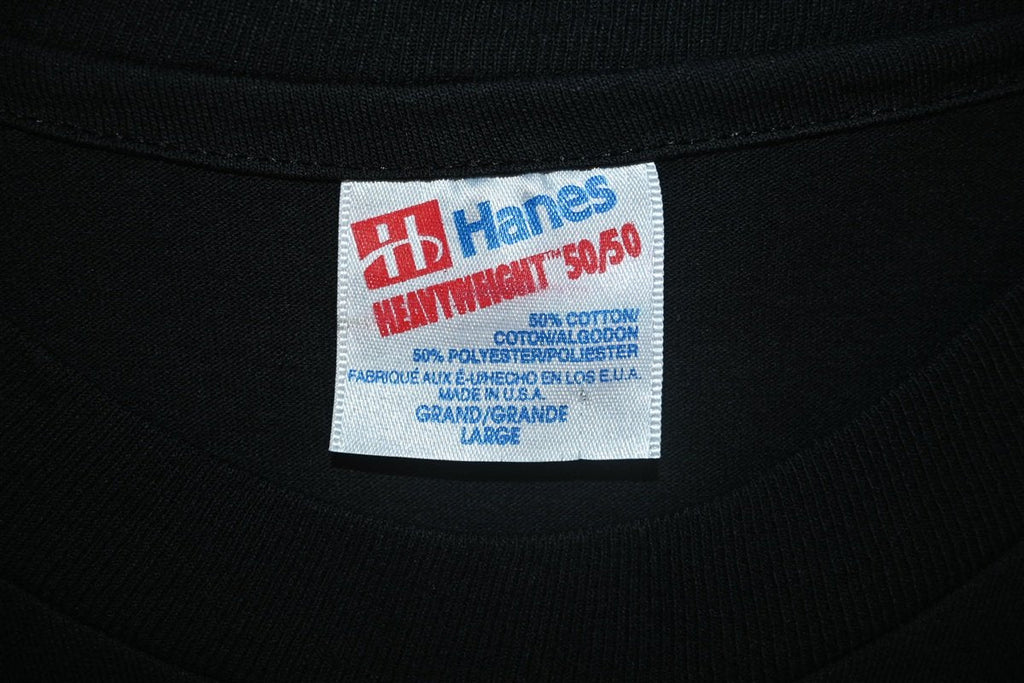 Hanes
HEAVYWEIGHT™ 50/50
50% COTTON/
COTON/ALGODON
50% POLYESTER/POLIESTER
FABRIQUÉ AUX É-U/HECHO EN LOS E.U.A.
MADE IN U.S.A.
GRAND/GRANDE
LARGE